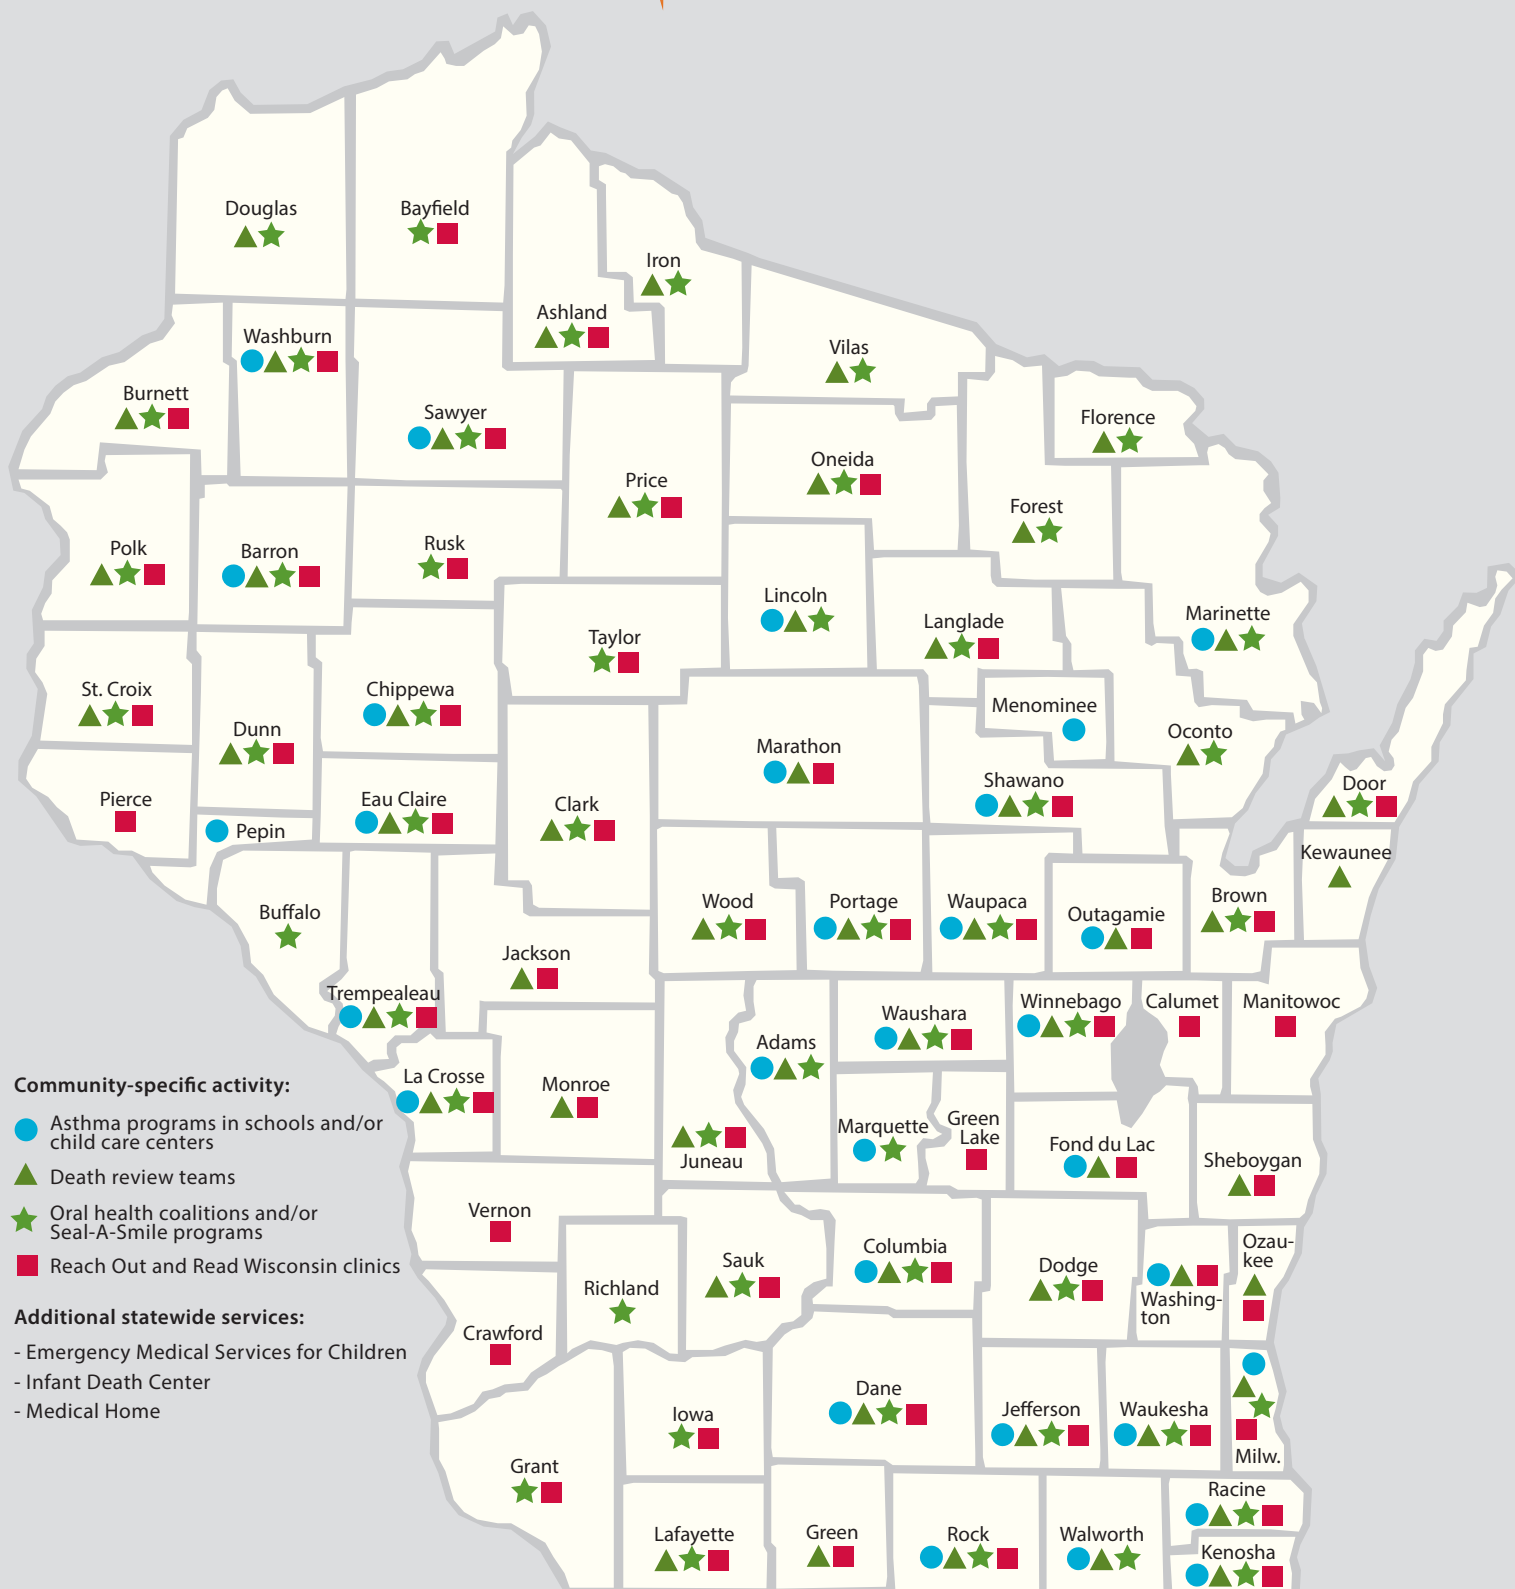 Douglas
Bayfield
Iron
Ashland
Washburn
Vilas
Burnett
Sawyer
Florence
Oneida
Price
Forest
Polk
Barron
Rusk
Lincoln
Langlade
Marinette
Taylor
St. Croix
Chippewa
Menominee
Dunn
Marathon
Oconto
Shawano
Door
Pierce
Eau Claire
Clark
Pepin
Kewaunee
Wood
Portage
Waupaca
Brown
Buffalo
Outagamie
Jackson
Trempealeau
Winnebago
Calumet
Manitowoc
Waushara
Adams
La Crosse
Monroe
Marquette
Green
Lake
Fond du Lac
Juneau
Sheboygan
Community-specific activity:
Asthma programs in schools and/or
child care centers
Death review teams
Oral health coalitions and/or
Seal-A-Smile programs
Reach Out and Read Wisconsin clinics
Additional statewide services:
- Emergency Medical Services for Children
- Infant Death Center
- Medical Home
Vernon
Columbia
Ozau-
kee
Sauk
Dodge
Richland
Washing-
ton
Crawford
Dane
Iowa
Jefferson
Waukesha
Milw.
Grant
Racine
Lafayette
Green
Rock
Walworth
Kenosha